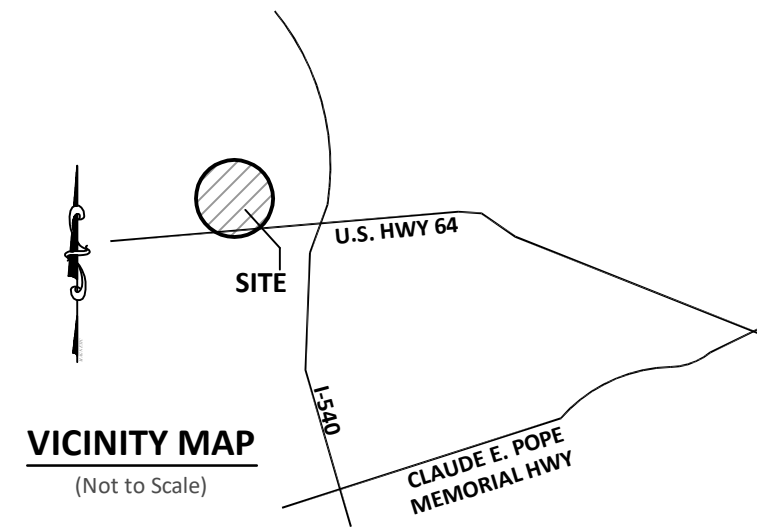 U.S. HWY 64
SITE
I-540
VICINITY MAP
(Not to Scale)
CLAUDE E. POPE
MEMORIAL HWY